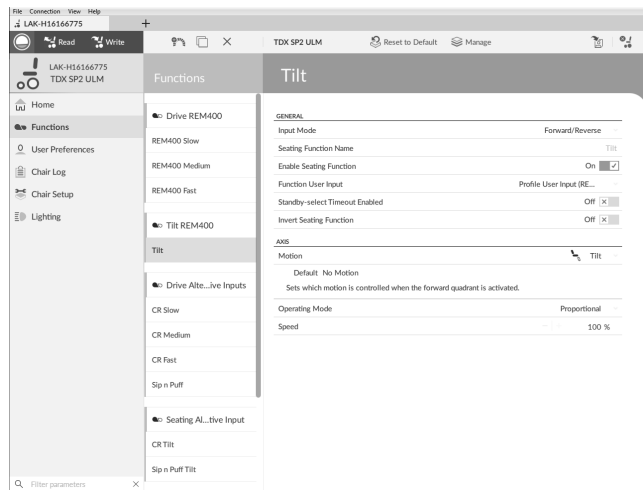 File Connection View Help
LAK-H16166775 +
Read Write TDX SP2 ULM Reset to Default Manage
LAK-H16166775
TDX SP2 ULM
Functions
Tilt
Home
Functions
User Preferences
Chair Log
Chair Setup
Lighting
Filter parameters
Drive REM400
REM400 Slow
REM400 Medium
REM400 Fast
Tilt REM400
Tilt
Drive Alte...ive Inputs
CR Slow
CR Medium
CR Fast
Sip n Puff
Seating Al...tive Input
CR Tilt
Sip n Puff Tilt
GENERAL
Input Mode Forward/Reverse
Seating Function Name Tilt
Enable Seating Function On
Function User Input Profile User Input (RE...
Standby-select Timeout Enabled Off
Invert Seating Function Off
AXIS
Motion Tilt
Default No Motion
Sets which motion is controlled when the forward quadrant is activated.
Operating Mode Proportional
Speed 100 %